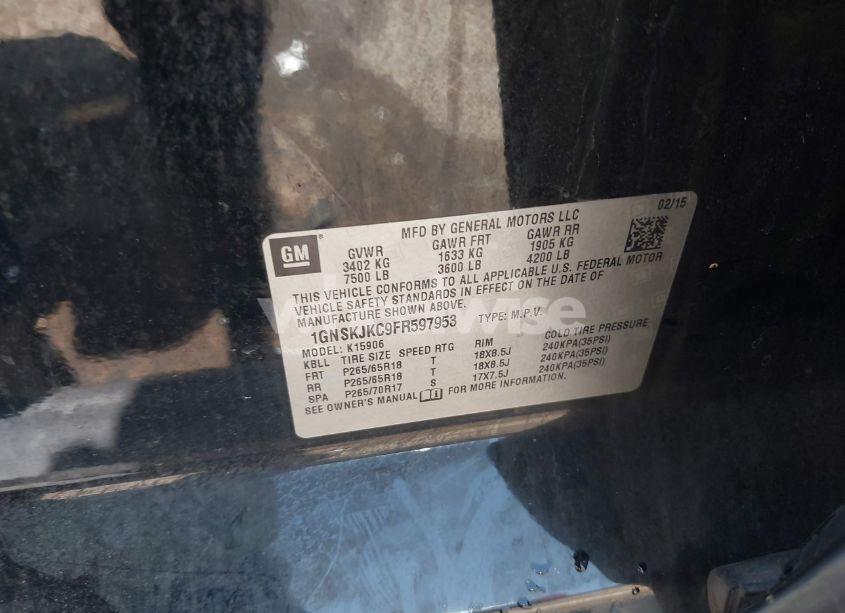 MFD BY GENERAL MOTORS LLC 02/15
GM GVWR GAWR FRT GAWR RR
3402 KG 1633 KG 1905 KG
7500 LB 3600 LB 4200 LB
THIS VEHICLE CONFORMS TO ALL APPLICABLE U.S. FEDERAL MOTOR
VEHICLE SAFETY STANDARDS IN EFFECT ON THE DATE OF
MANUFACTURE SHOWN ABOVE.
1GNSKJKC9FR597953 TYPE: M.P.V.
MODEL: K15906
KBLL TIRE SIZE SPEED RTG RIM COLD TIRE PRESSURE
FRT P265/65R18 T 18X8.5J 240KPA(35PSI)
RR P265/65R18 T 18X8.5J 240KPA(35PSI)
SPA P265/70R17 S 17X7.5J 240KPA(35PSI)
SEE OWNER'S MANUAL FOR MORE INFORMATION.